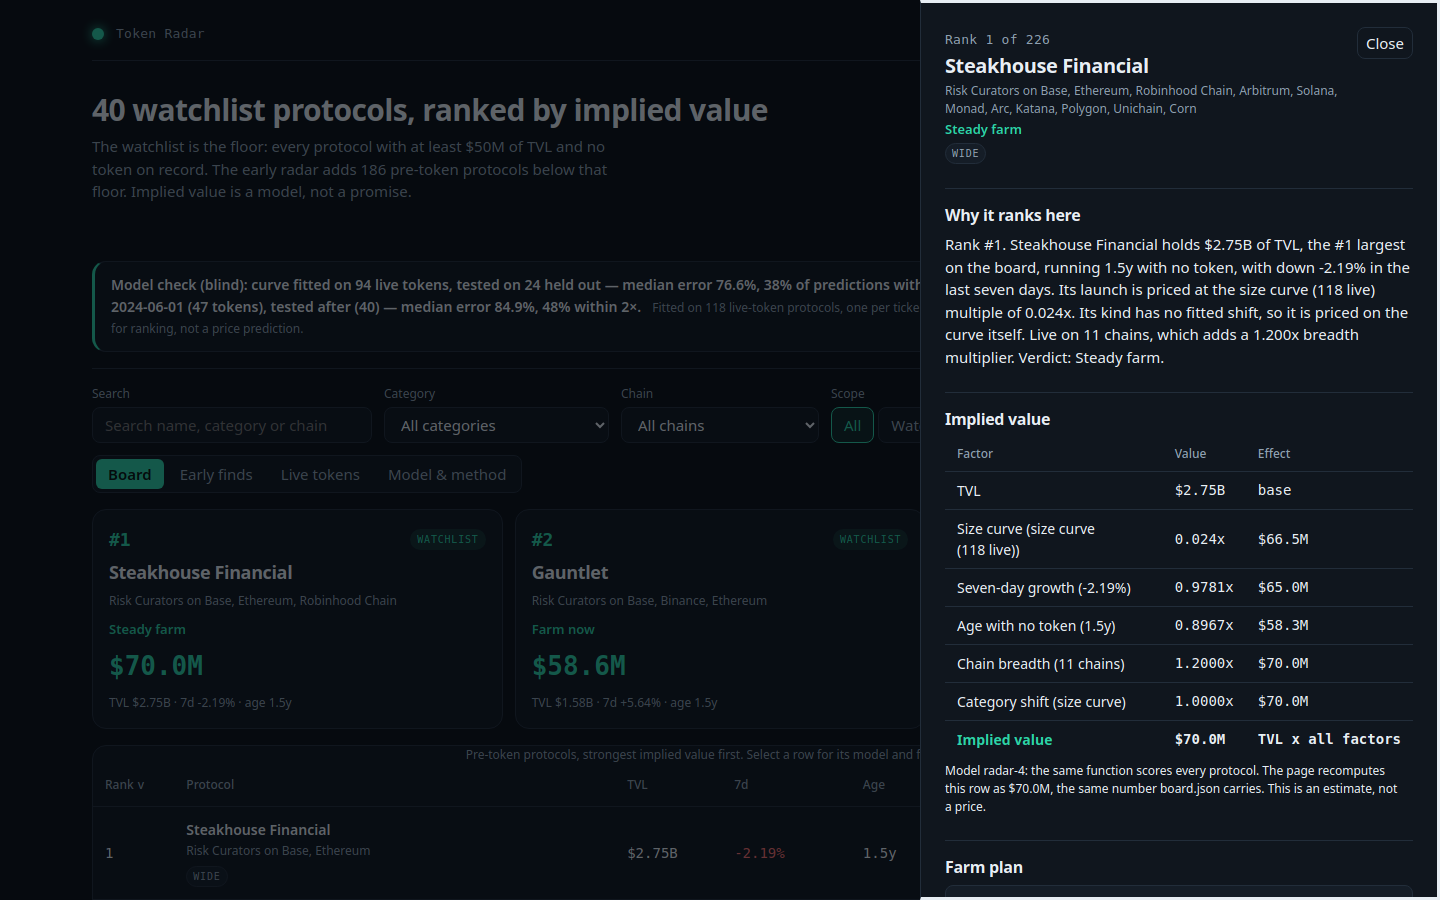 Token Radar
40 watchlist protocols, ranked by implied value
The watchlist is the floor: every protocol with at least $50M of TVL and no
token on record. The early radar adds 186 pre-token protocols below that
floor. Implied value is a model, not a promise.
Model check (blind): curve fitted on 94 live tokens, tested on 24 held out — median error 76.6%, 38% of predictions with
2024-06-01 (47 tokens), tested after (40) — median error 84.9%, 48% within 2×. Fitted on 118 live-token protocols, one per ticke
for ranking, not a price prediction.
Search
Category
Chain
Scope
Search name, category or chain
All categories
All chains
All
Wat
Board
Early finds
Live tokens
Model & method
#1
WATCHLIST
Steakhouse Financial
Risk Curators on Base, Ethereum, Robinhood Chain
Steady farm
$70.0M
TVL $2.75B · 7d -2.19% · age 1.5y
#2
WATCHLIST
Gauntlet
Risk Curators on Base, Binance, Ethereum
Farm now
$58.6M
TVL $1.58B · 7d +5.64% · age 1.5y
Pre-token protocols, strongest implied value first. Select a row for its model and f
Rank v
Protocol
TVL
7d
Age
1
Steakhouse Financial
Risk Curators on Base, Ethereum
WIDE
$2.75B
-2.19%
1.5y
Rank 1 of 226
Close
Steakhouse Financial
Risk Curators on Base, Ethereum, Robinhood Chain, Arbitrum, Solana,
Monad, Arc, Katana, Polygon, Unichain, Corn
Steady farm
WIDE
Why it ranks here
Rank #1. Steakhouse Financial holds $2.75B of TVL, the #1 largest
on the board, running 1.5y with no token, with down -2.19% in the
last seven days. Its launch is priced at the size curve (118 live)
multiple of 0.024x. Its kind has no fitted shift, so it is priced on the
curve itself. Live on 11 chains, which adds a 1.200x breadth
multiplier. Verdict: Steady farm.
Implied value
Factor Value Effect
TVL $2.75B base
Size curve (size curve
(118 live)) 0.024x $66.5M
Seven-day growth (-2.19%) 0.9781x $65.0M
Age with no token (1.5y) 0.8967x $58.3M
Chain breadth (11 chains) 1.2000x $70.0M
Category shift (size curve) 1.0000x $70.0M
Implied value $70.0M TVL x all factors
Model radar-4: the same function scores every protocol. The page recomputes
this row as $70.0M, the same number board.json carries. This is an estimate, not
a price.
Farm plan